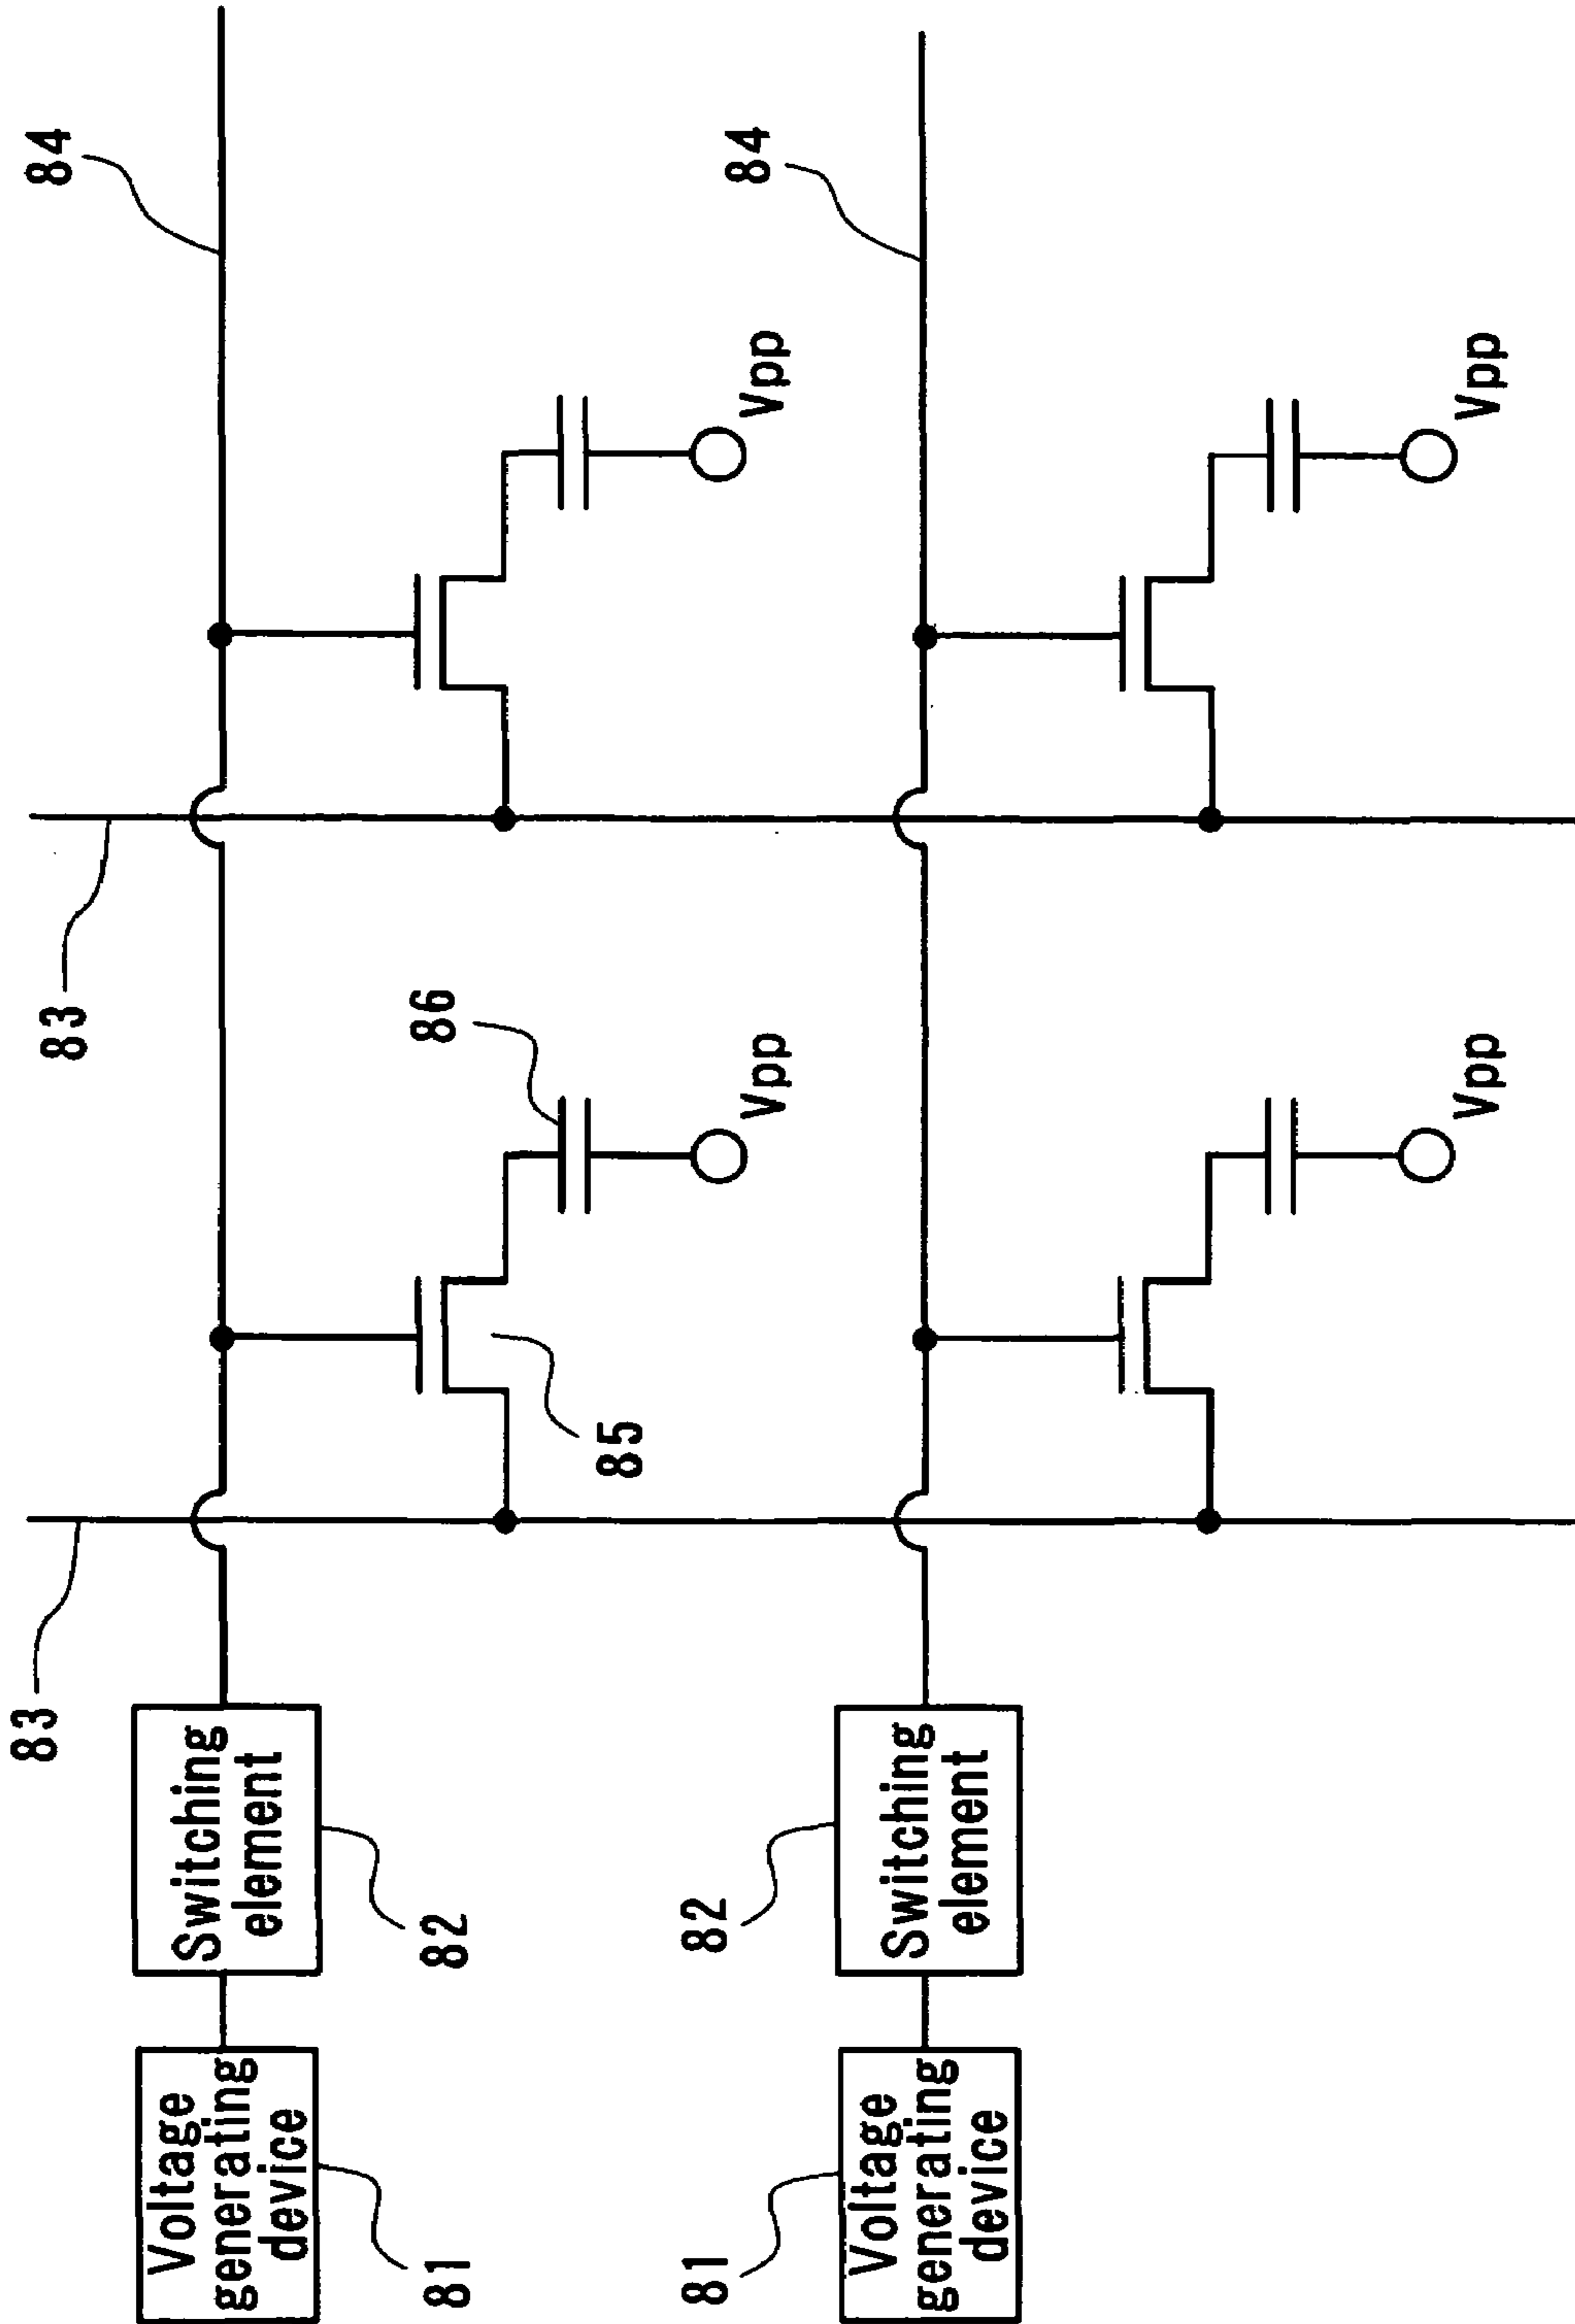 83
83
84
Voltage
generating
device
Switching
element
81
82
86
85
Vpp
Vpp
81
82
84
Voltage
generating
device
Switching
element
Vpp
Vpp